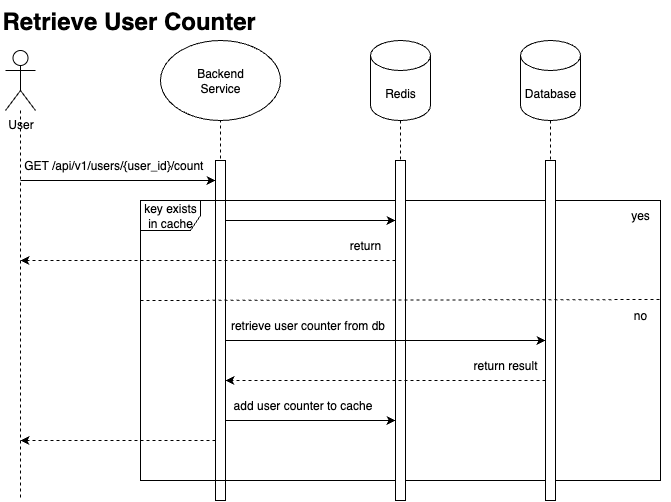 Retrieve User Counter
Backend
Service
Redis
Database
User
GET /api/v1/users/{user_id}/count
key exists
in cache
yes
return
no
retrieve user counter from db
return result
add user counter to cache